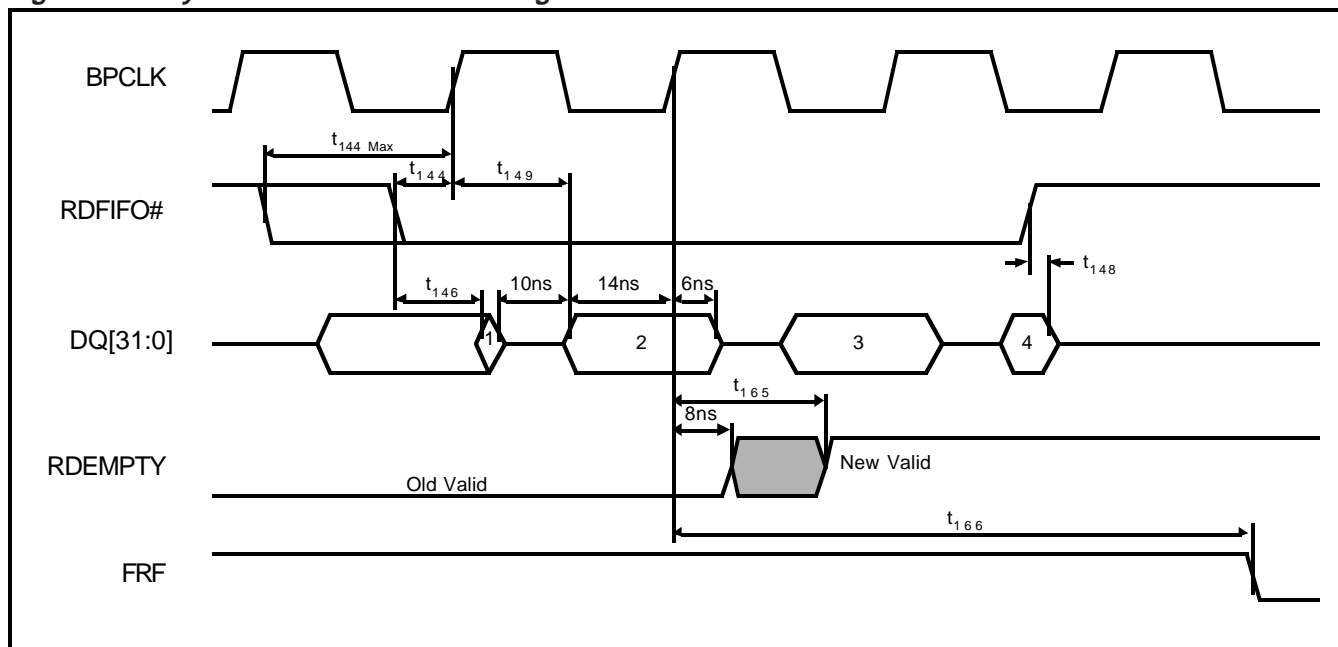 BPCLK
t144 Max
t144
t149
RDFIFO#
t148
t146
10ns
14ns
6ns
DQ[31:0]
1
2
3
4
t165
8ns
RDEMPTY
Old Valid
New Valid
t166
FRF